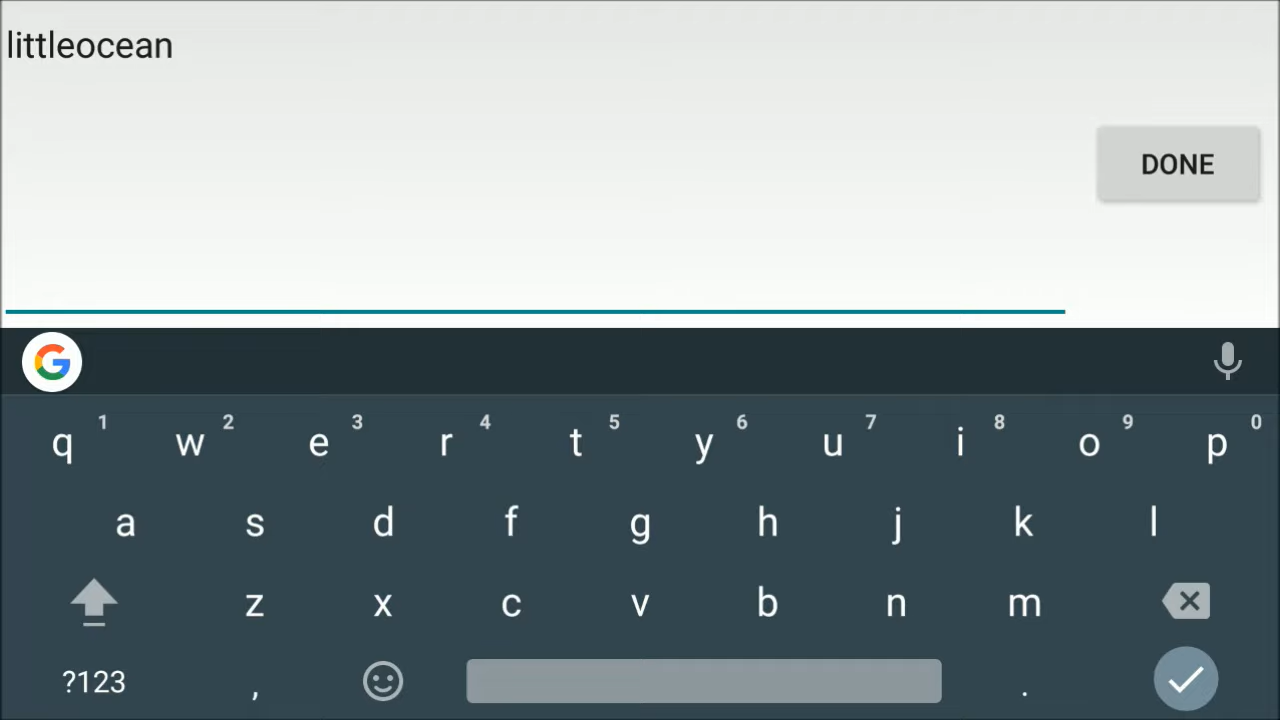 littleocean
DONE
q 1 w 2 e 3 r 4 t 5 y 6 u 7 i 8 o 9 p 0
a s d f g h j k l
z x c v b n m
?123 , .